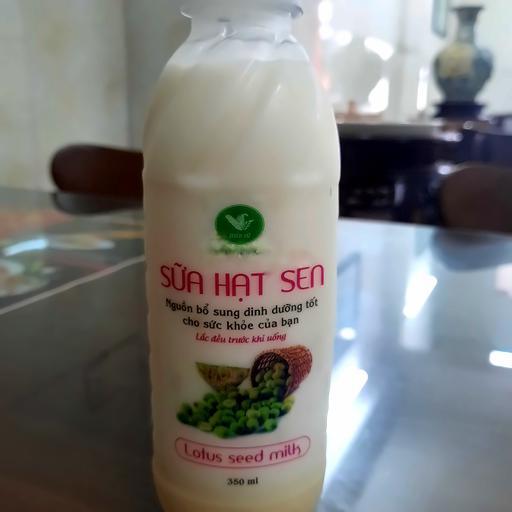 SỮA HẠT SEN
Nguồn bổ sung dinh dưỡng tốt
cho sức khỏe của bạn
Lắc đều trước khi uống
Lotus seed milk
350 ml